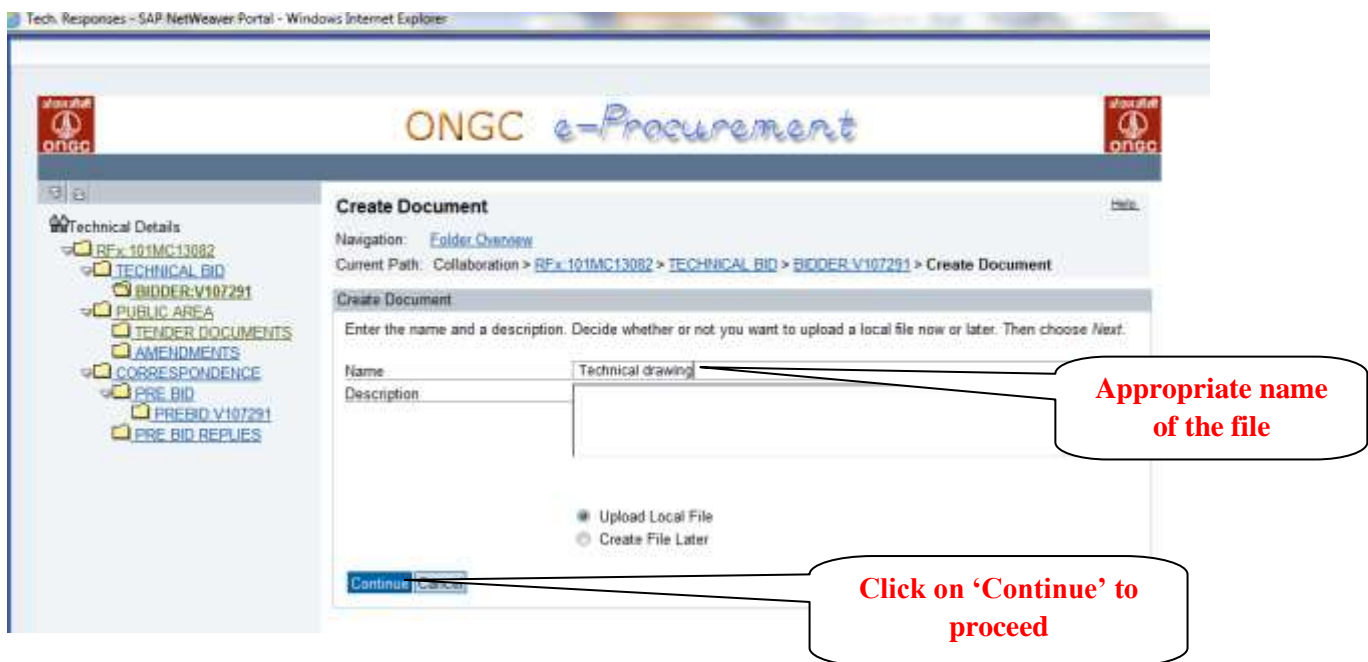 Tech. Responses - SAP NetWeaver Portal - Windows Internet Explorer
ongc
ONGC e-Procurement
ongc
Technical Details
RFx: 101MC13082
TECHNICAL BID
BIDDER:V107291
PUBLIC AREA
TENDER DOCUMENTS
AMENDMENTS
CORRESPONDENCE
PRE BID
PREBID V107291
PRE BID REPLIES
Create Document
Help
Navigation: Folder Overview
Current Path: Collaboration > RFx: 101MC13082 > TECHNICAL BID > BIDDER:V107291 > Create Document
Create Document
Enter the name and a description. Decide whether or not you want to upload a local file now or later. Then choose Next.
Name Technical drawing
Description
Upload Local File
Create File Later
Continue Cancel
Appropriate name
of the file
Click on ‘Continue’ to
proceed